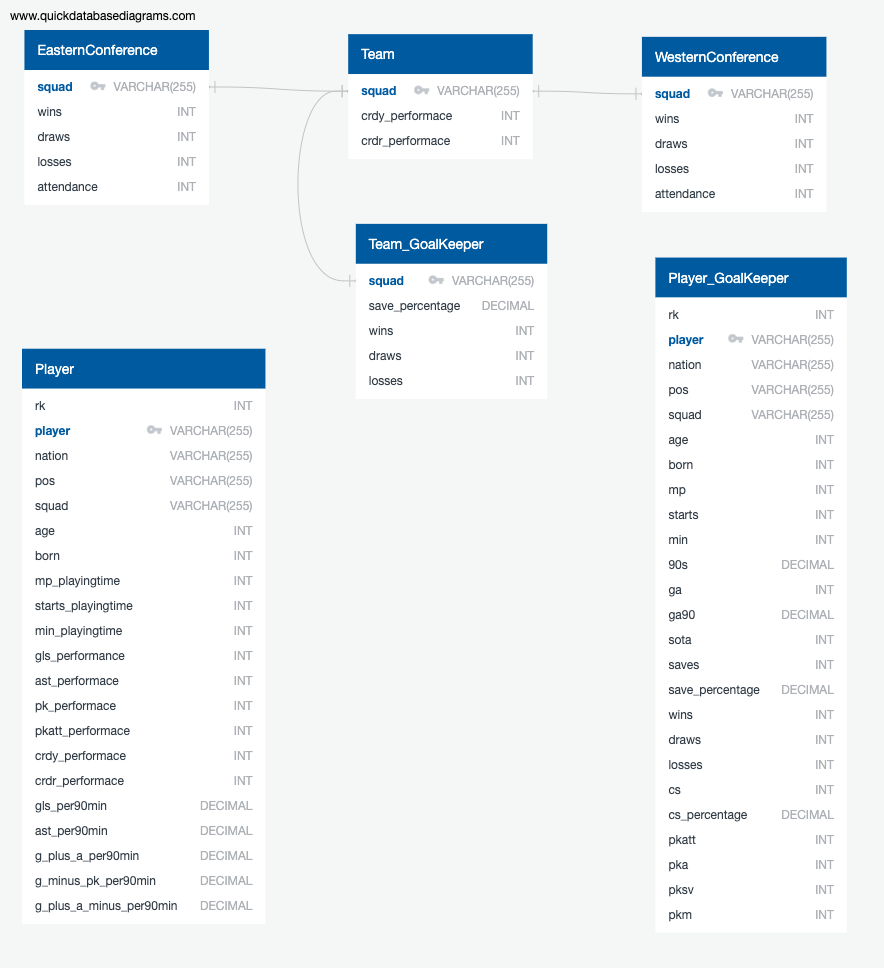 www.quickdatabasediagrams.com
EasternConference
squad VARCHAR(255)
wins INT
draws INT
losses INT
attendance INT
Team
squad VARCHAR(255)
crdy_performace INT
crdr_performace INT
WesternConference
squad VARCHAR(255)
wins INT
draws INT
losses INT
attendance INT
Team_GoalKeeper
squad VARCHAR(255)
save_percentage DECIMAL
wins INT
draws INT
losses INT
Player_GoalKeeper
rk INT
player VARCHAR(255)
nation VARCHAR(255)
pos VARCHAR(255)
squad VARCHAR(255)
age INT
born INT
mp INT
starts INT
min INT
90s DECIMAL
ga INT
ga90 DECIMAL
sota INT
saves INT
save_percentage DECIMAL
wins INT
draws INT
losses INT
cs INT
cs_percentage DECIMAL
pkatt INT
pka INT
pksv INT
pkm INT
Player
rk INT
player VARCHAR(255)
nation VARCHAR(255)
pos VARCHAR(255)
squad VARCHAR(255)
age INT
born INT
mp_playingtime INT
starts_playingtime INT
min_playingtime INT
gls_performance INT
ast_performace INT
pk_performace INT
pkatt_performace INT
crdy_performace INT
crdr_performace INT
gls_per90min DECIMAL
ast_per90min DECIMAL
g_plus_a_per90min DECIMAL
g_minus_pk_per90min DECIMAL
g_plus_a_minus_per90min DECIMAL